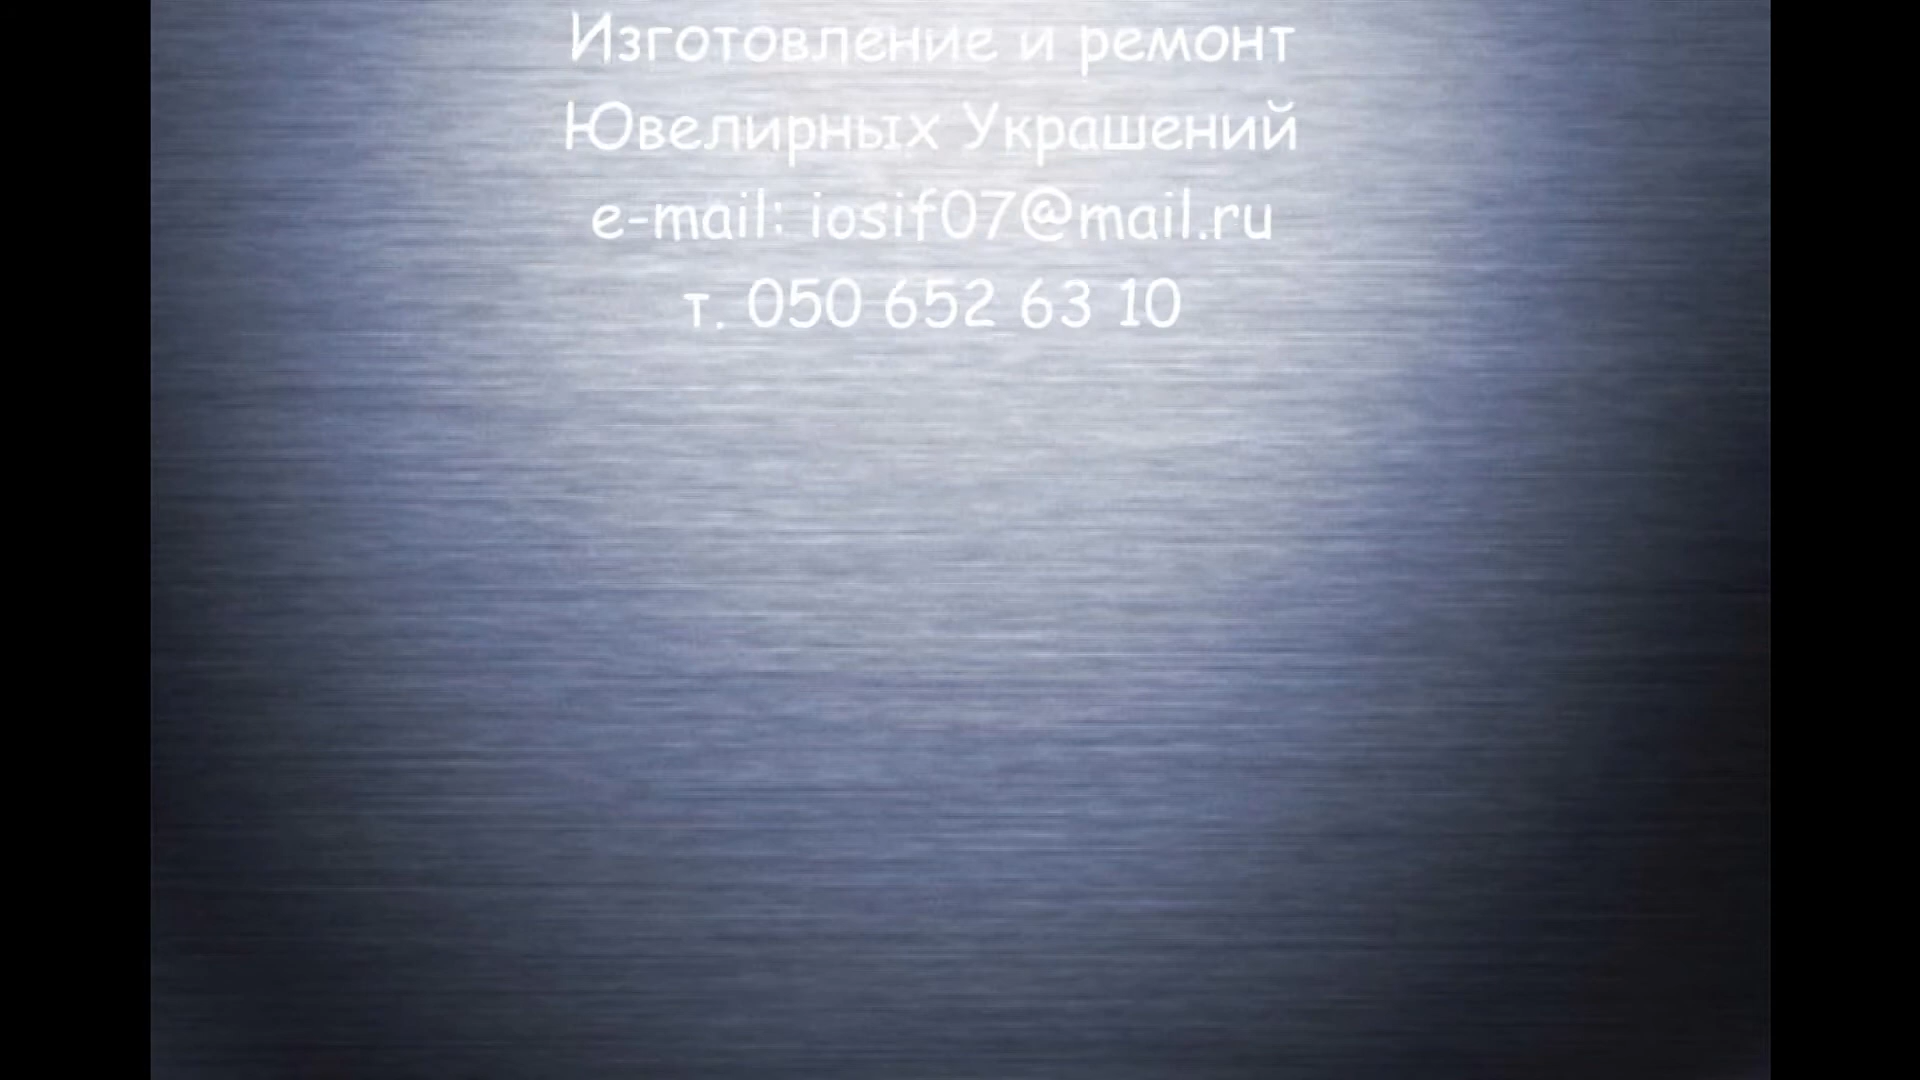 Изготовление и ремонт
Ювелирных Украшений
e-mail: iosif07@mail.ru
т. 050 652 63 10